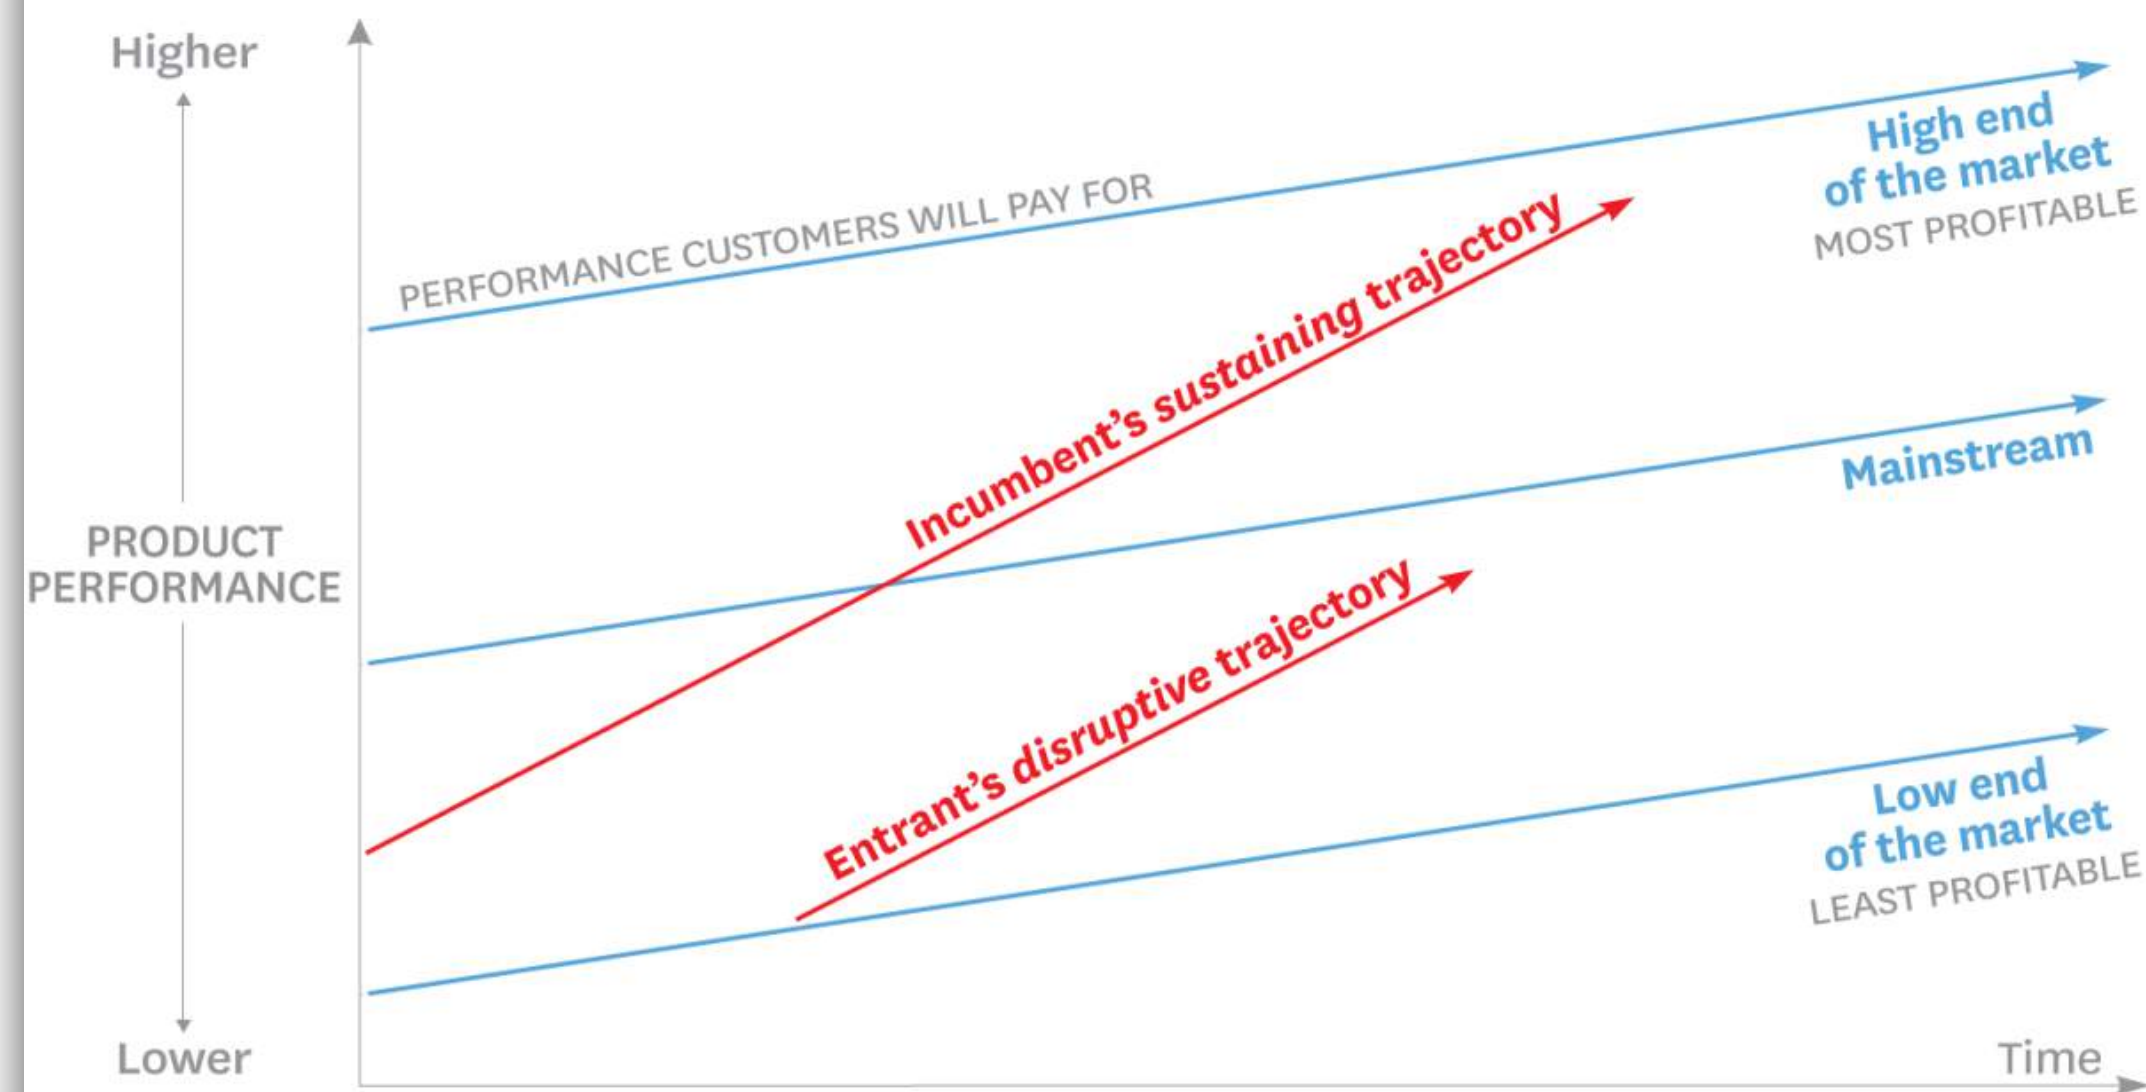 Higher
PERFORMANCE CUSTOMERS WILL PAY FOR
High end
of the market
MOST PROFITABLE
Incumbent’s sustaining trajectory
Mainstream
PRODUCT
PERFORMANCE
Entrant’s disruptive trajectory
Low end
of the market
LEAST PROFITABLE
Lower
Time